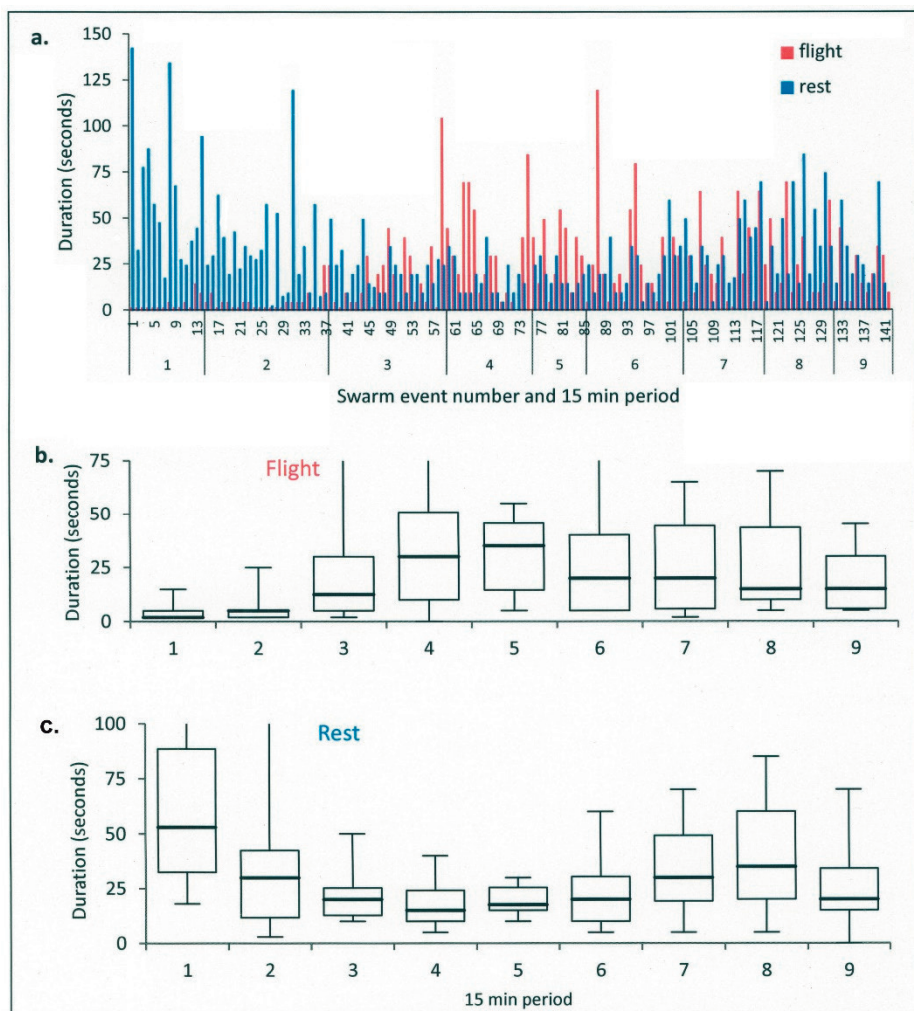 a.
150
125
100
75
50
25
0
Duration (seconds)
flight
rest
1 5 9 13 17 21 25 29 33 37 41 45 49 53 57 61 65 69 73 77 81 85 89 93 97 101 105 109 113 117 121 125 129 133 137 141
1 2 3 4 5 6 7 8 9
Swarm event number and 15 min period
b.
Flight
75
50
25
0
Duration (seconds)
1 2 3 4 5 6 7 8 9
c.
Rest
100
75
50
25
0
Duration (seconds)
1 2 3 4 5 6 7 8 9
15 min period